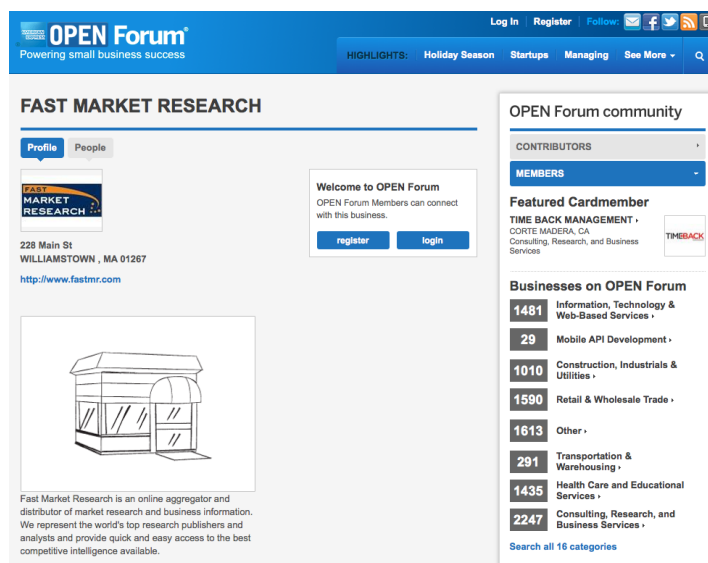 Log In Register Follow:
OPEN Forum®
Powering small business success
HIGHLIGHTS: Holiday Season Startups Managing See More
FAST MARKET RESEARCH
Profile People
FAST
MARKET
RESEARCH
228 Main St
WILLIAMSTOWN , MA 01267
http://www.fastmr.com
Welcome to OPEN Forum
OPEN Forum Members can connect
with this business.
register login
Fast Market Research is an online aggregator and
distributor of market research and business information.
We represent the world's top research publishers and
analysts and provide quick and easy access to the best
competitive intelligence available.
OPEN Forum community
CONTRIBUTORS
MEMBERS
Featured Cardmember
TIME BACK MANAGEMENT
CORTE MADERA, CA
Consulting, Research, and Business
Services
TIMEBACK
Businesses on OPEN Forum
1481 Information, Technology &
Web-Based Services
29 Mobile API Development
1010 Construction, Industrials &
Utilities
1590 Retail & Wholesale Trade
1613 Other
291 Transportation &
Warehousing
1435 Health Care and Educational
Services
2247 Consulting, Research, and
Business Services
Search all 16 categories